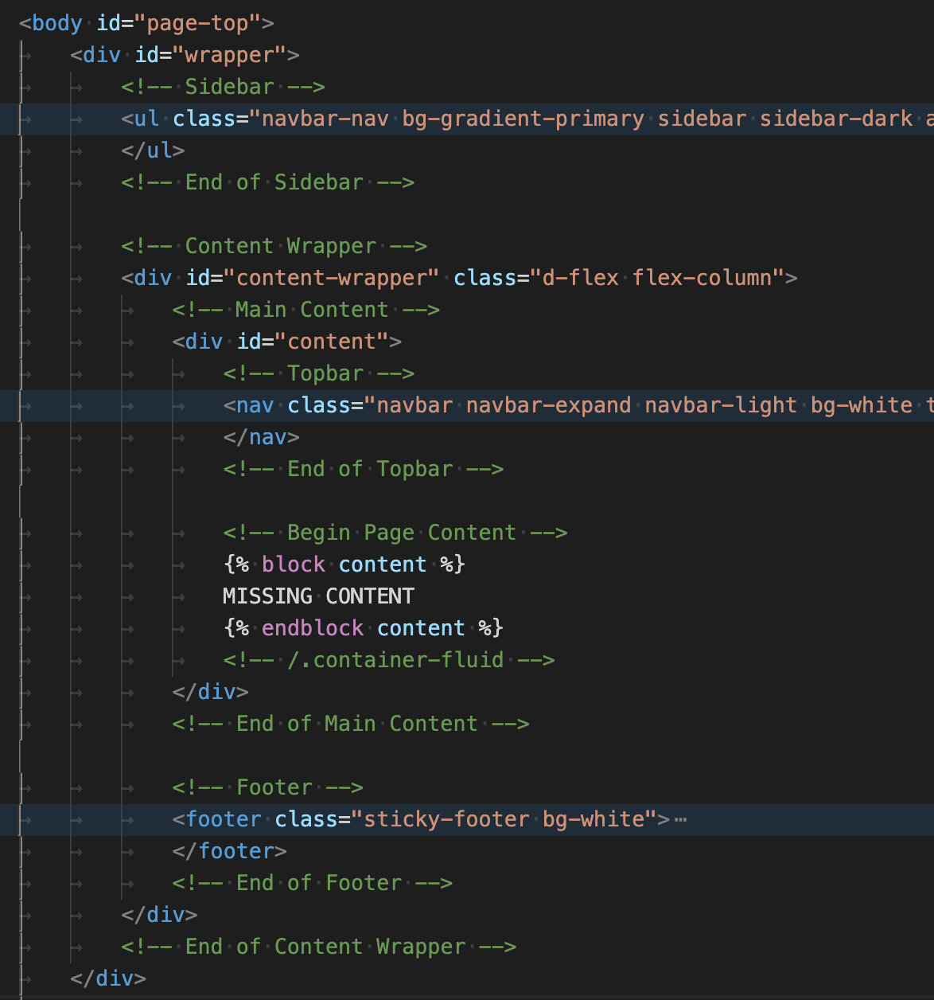 <body id="page-top">
<div id="wrapper">
<!-- Sidebar -->
<ul class="navbar-nav bg-gradient-primary sidebar sidebar-dark a
</ul>
<!-- End of Sidebar -->
<!-- Content Wrapper -->
<div id="content-wrapper" class="d-flex flex-column">
<!-- Main Content -->
<div id="content">
<!-- Topbar -->
<nav class="navbar navbar-expand navbar-light bg-white t
</nav>
<!-- End of Topbar -->
<!-- Begin Page Content -->
{% block content %}
MISSING CONTENT
{% endblock content %}
<!-- /.container-fluid -->
</div>
<!-- End of Main Content -->
<!-- Footer -->
<footer class="sticky-footer bg-white">⋯
</footer>
<!-- End of Footer -->
</div>
<!-- End of Content Wrapper -->
</div>